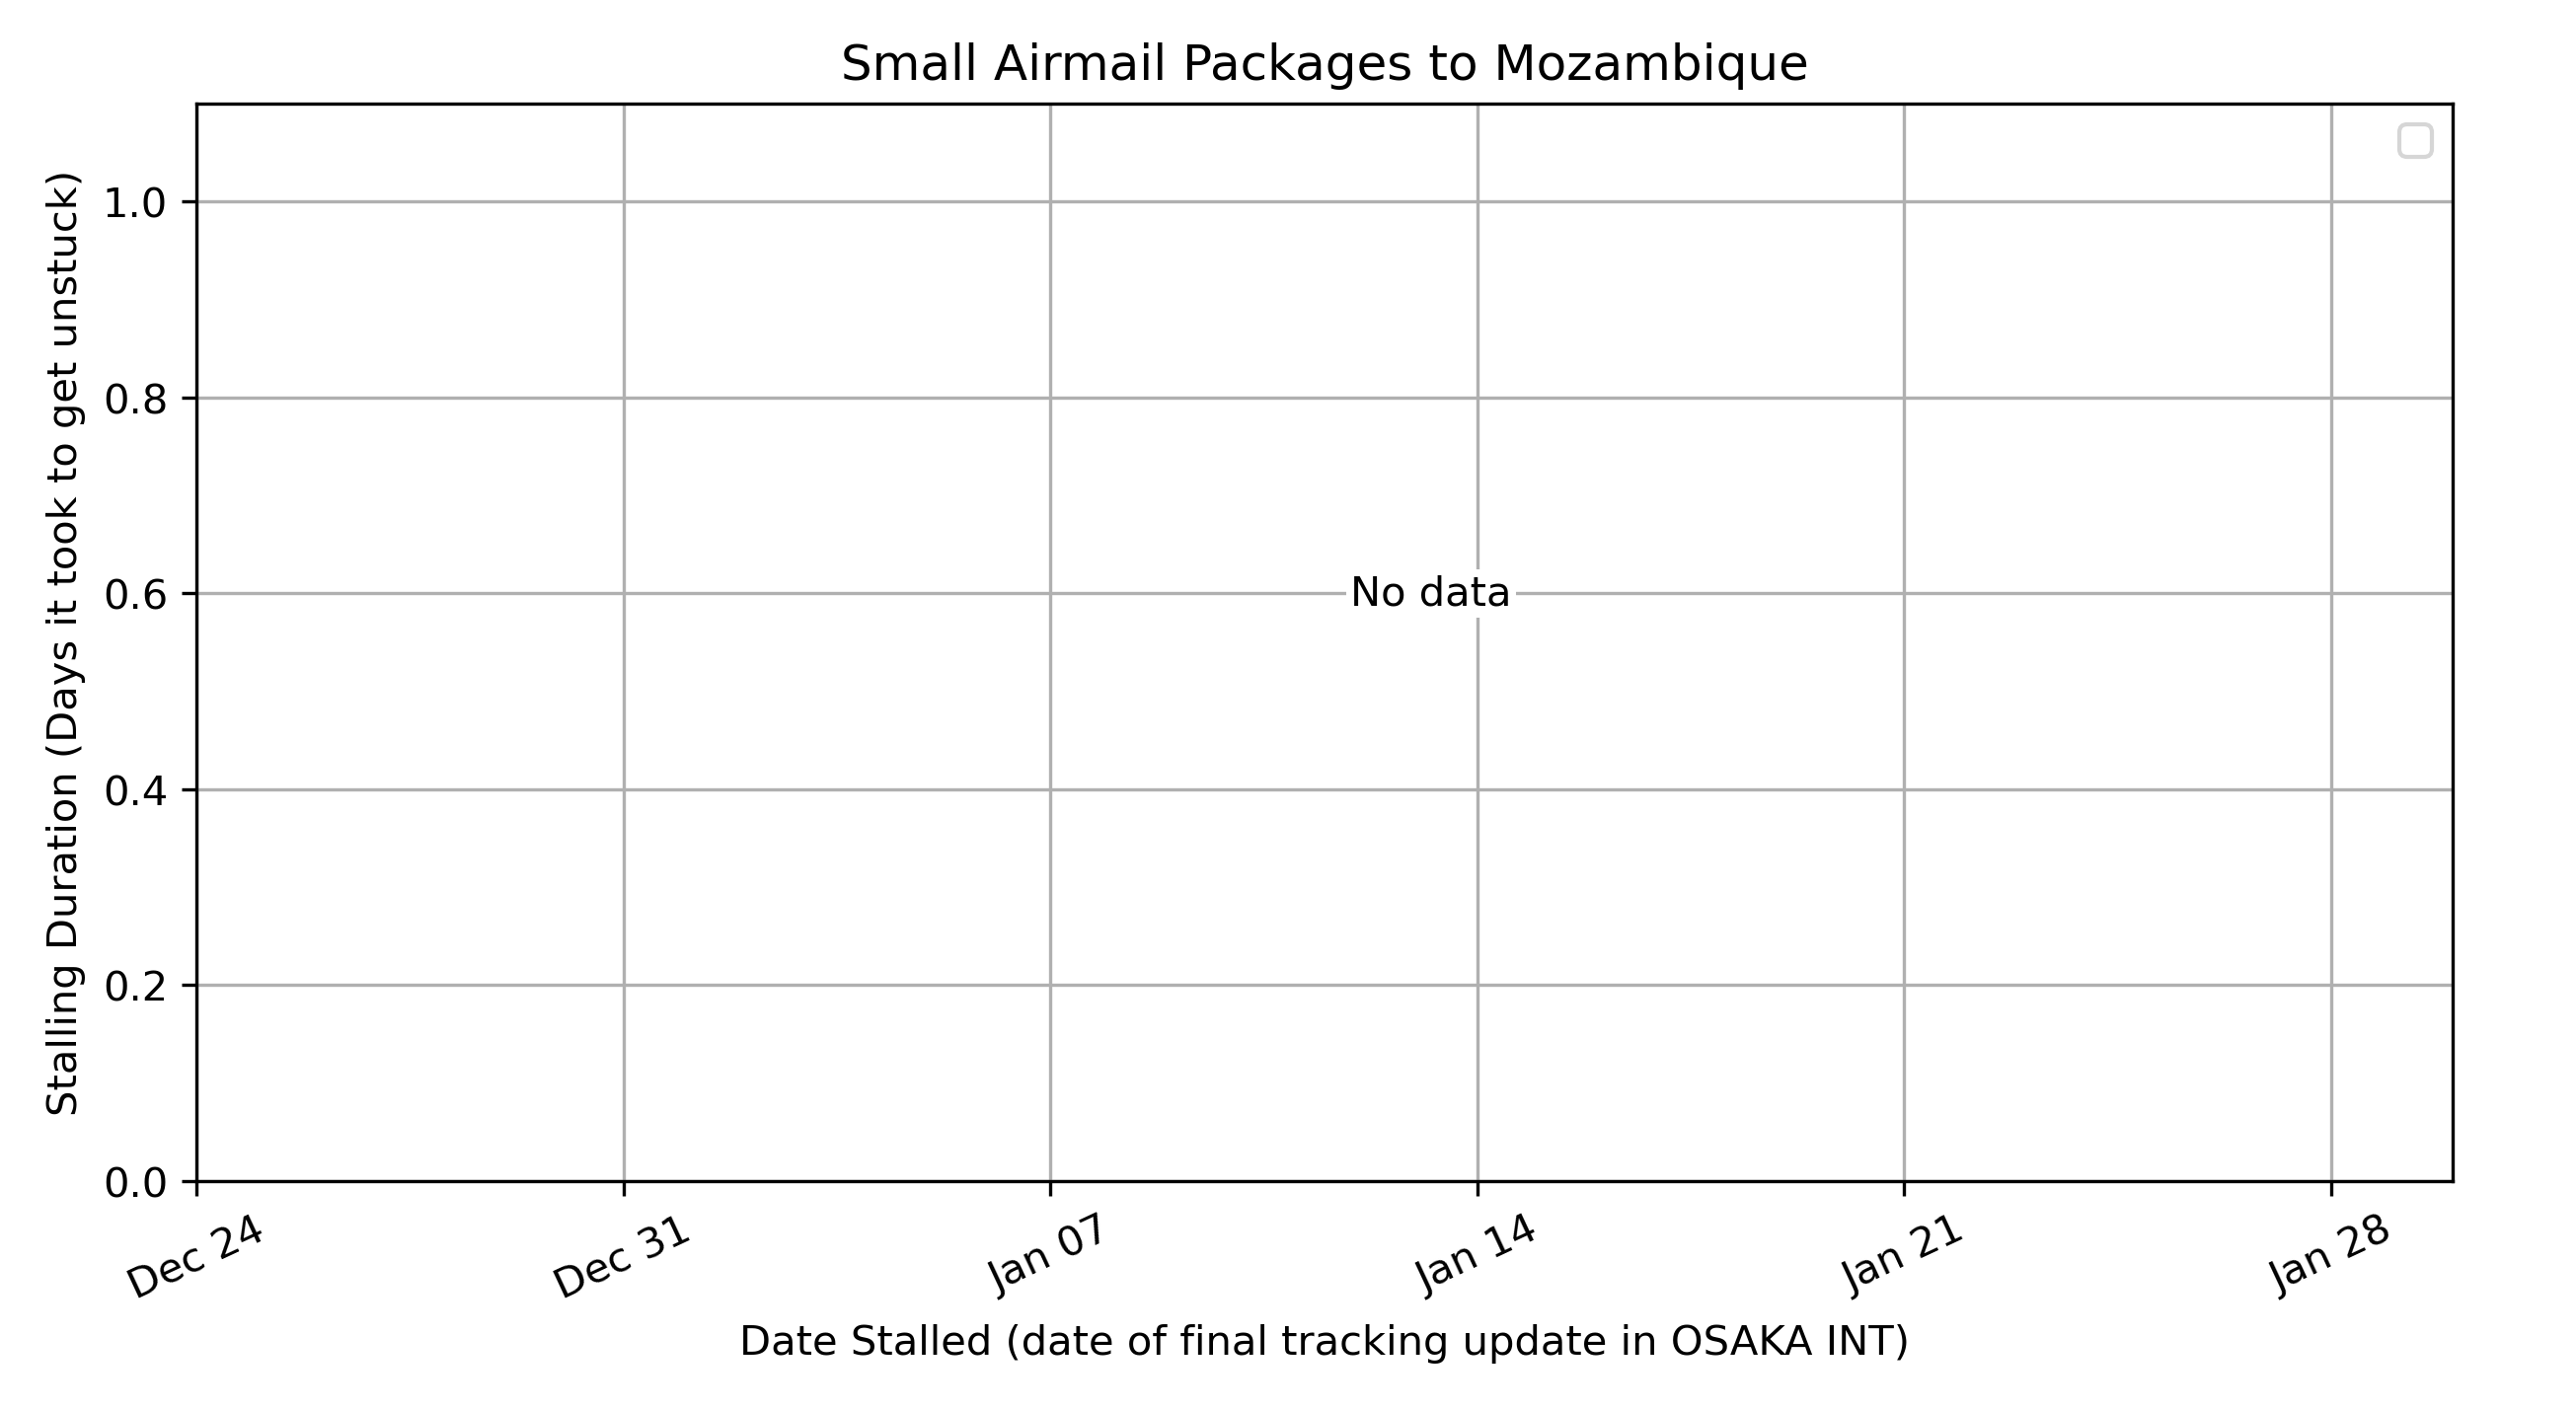 Small Airmail Packages to Mozambique
Stalling Duration (Days it took to get unstuck)
1.0
0.8
0.6
0.4
0.2
0.0
No data
Dec 24
Dec 31
Jan 07
Jan 14
Jan 21
Jan 28
Date Stalled (date of final tracking update in OSAKA INT)